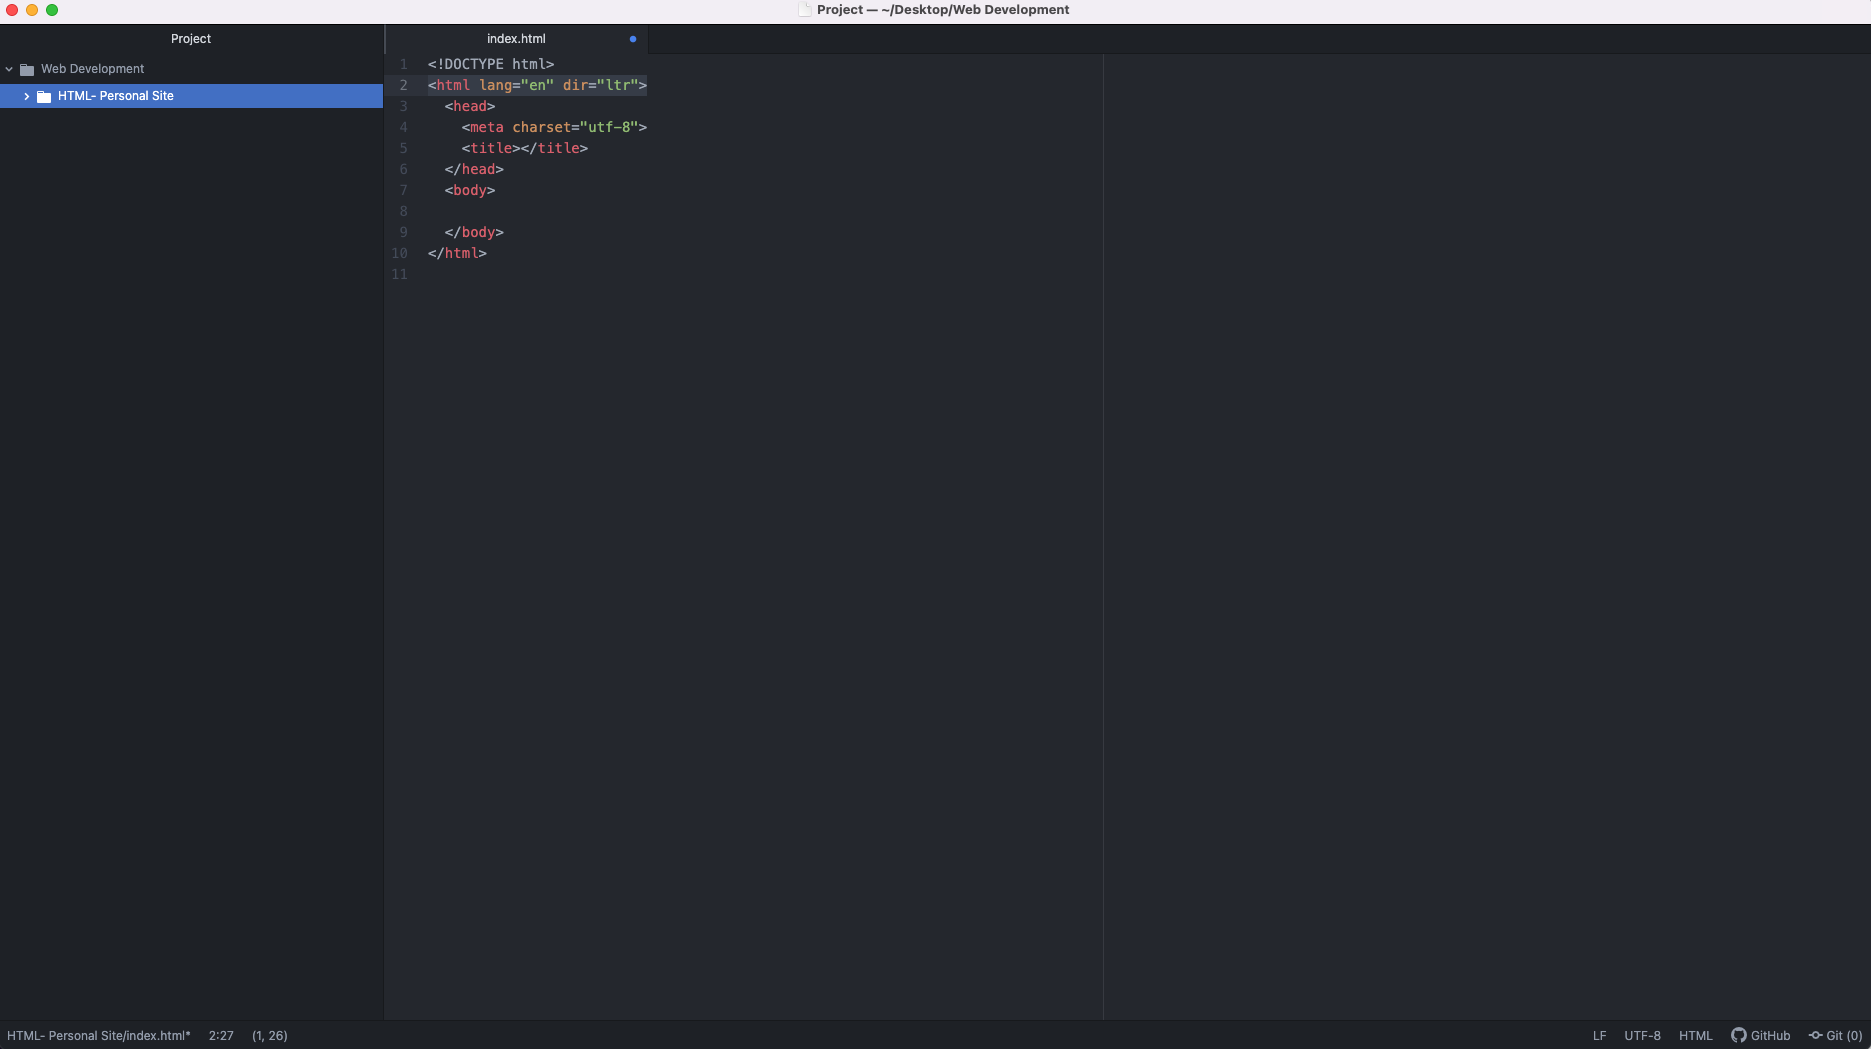 Project — ~/Desktop/Web Development
Project
index.html
Web Development
HTML- Personal Site
1 <!DOCTYPE html>
2 <html lang="en" dir="ltr">
3 <head>
4 <meta charset="utf-8">
5 <title></title>
6 </head>
7 <body>
8
9 </body>
10 </html>
11
HTML- Personal Site/index.html* 2:27 (1, 26) LF UTF-8 HTML GitHub Git (0)